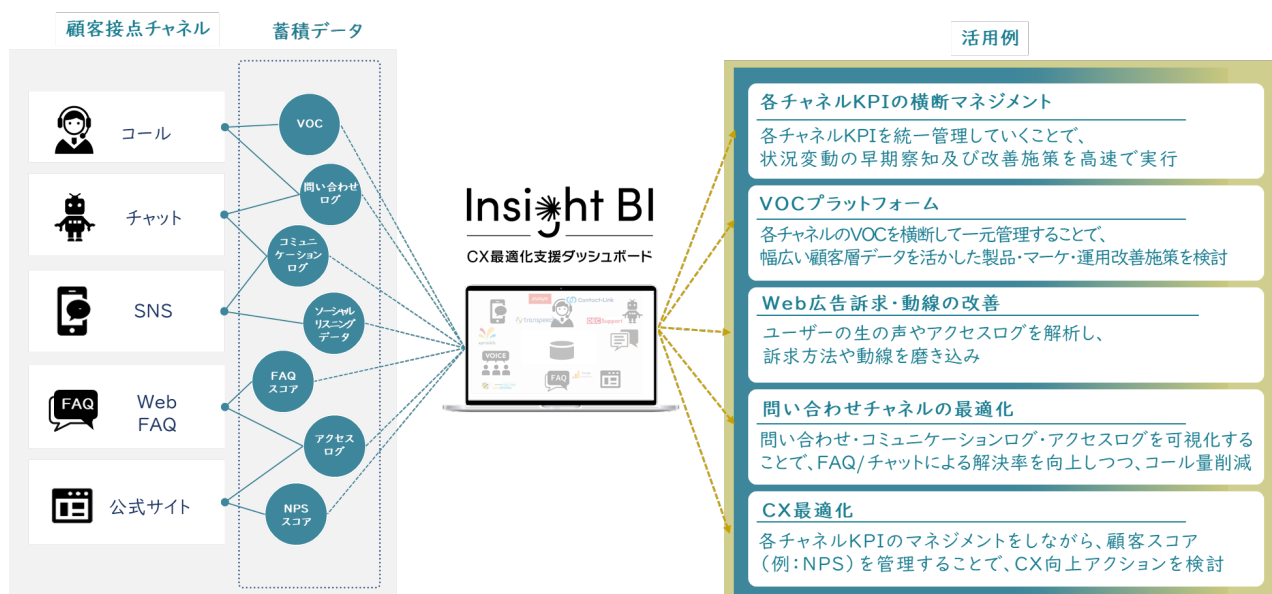 顧客接点チャネル
蓄積データ
コール
チャット
SNS
Web
FAQ
公式サイト
FAQ
VOC
問い合わせ
ログ
コミュニ
ケーション
ログ
ソーシャル
リスニング
データ
FAQ
スコア
アクセス
ログ
NPS
スコア
Insight BI
CX最適化支援ダッシュボード
AVAYA
Contact-Link
transpeech
DECSupport
sprinklr
VOICE
FAQ
活用例
各チャネルKPIの横断マネジメント
各チャネルKPIを統一管理していくことで、
状況変動の早期察知及び改善施策を高速で実行
VOCプラットフォーム
各チャネルのVOCを横断して一元管理することで、
幅広い顧客層データを活かした製品・マーケ・運用改善施策を検討
Web広告訴求・動線の改善
ユーザーの生の声やアクセスログを解析し、
訴求方法や動線を磨き込み
問い合わせチャネルの最適化
問い合わせ・コミュニケーションログ・アクセスログを可視化する
ことで、FAQ/チャットによる解決率を向上しつつ、コール量削減
CX最適化
各チャネルKPIのマネジメントをしながら、顧客スコア
(例：NPS)を管理することで、CX向上アクションを検討